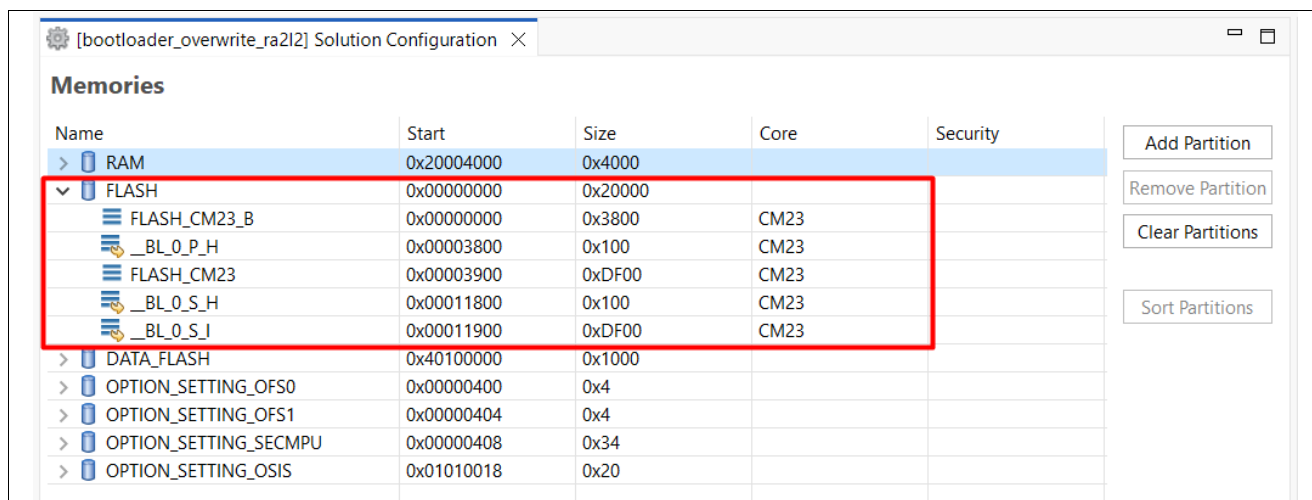 [bootloader_overwrite_ra2l2] Solution Configuration
Memories
Name Start Size Core Security
RAM 0x20004000 0x4000
FLASH 0x00000000 0x20000
FLASH_CM23_B 0x00000000 0x3800 CM23
__BL_0_P_H 0x00003800 0x100 CM23
FLASH_CM23 0x00003900 0xDF00 CM23
__BL_0_S_H 0x00011800 0x100 CM23
__BL_0_S_I 0x00011900 0xDF00 CM23
DATA_FLASH 0x40100000 0x1000
OPTION_SETTING_OFS0 0x00000400 0x4
OPTION_SETTING_OFS1 0x00000404 0x4
OPTION_SETTING_SECMPU 0x00000408 0x34
OPTION_SETTING_OSIS 0x01010018 0x20
Add Partition
Remove Partition
Clear Partitions
Sort Partitions